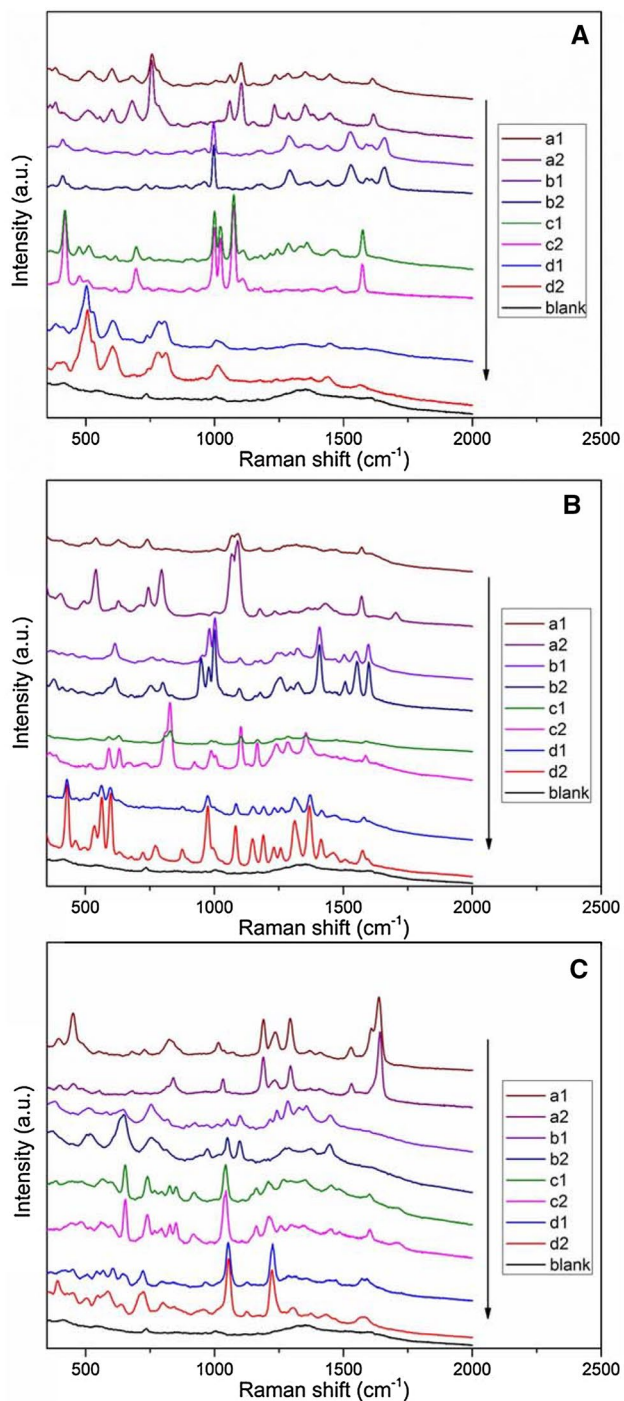 A
Intensity (a.u.)
a1
a2
b1
b2
c1
c2
d1
d2
blank
500 1000 1500 2000 2500
Raman shift (cm⁻¹)
B
Intensity (a.u.)
a1
a2
b1
b2
c1
c2
d1
d2
blank
500 1000 1500 2000 2500
Raman shift (cm⁻¹)
C
Intensity (a.u.)
a1
a2
b1
b2
c1
c2
d1
d2
blank
500 1000 1500 2000 2500
Raman shift (cm⁻¹)